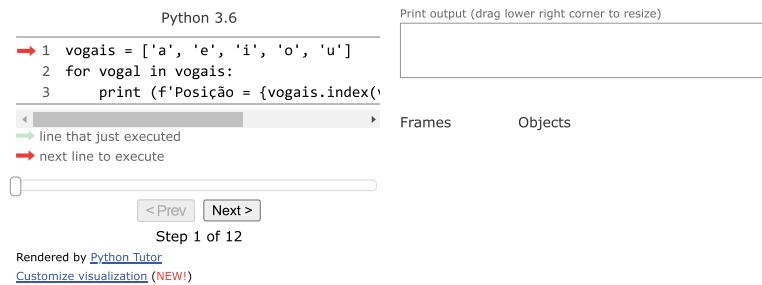 Python 3.6
1 vogais = ['a', 'e', 'i', 'o', 'u']
2 for vogal in vogais:
3 print (f'Posição = {vogais.index(
line that just executed
next line to execute
< Prev Next >
Step 1 of 12
Rendered by Python Tutor
Customize visualization (NEW!)
Print output (drag lower right corner to resize)
Frames Objects